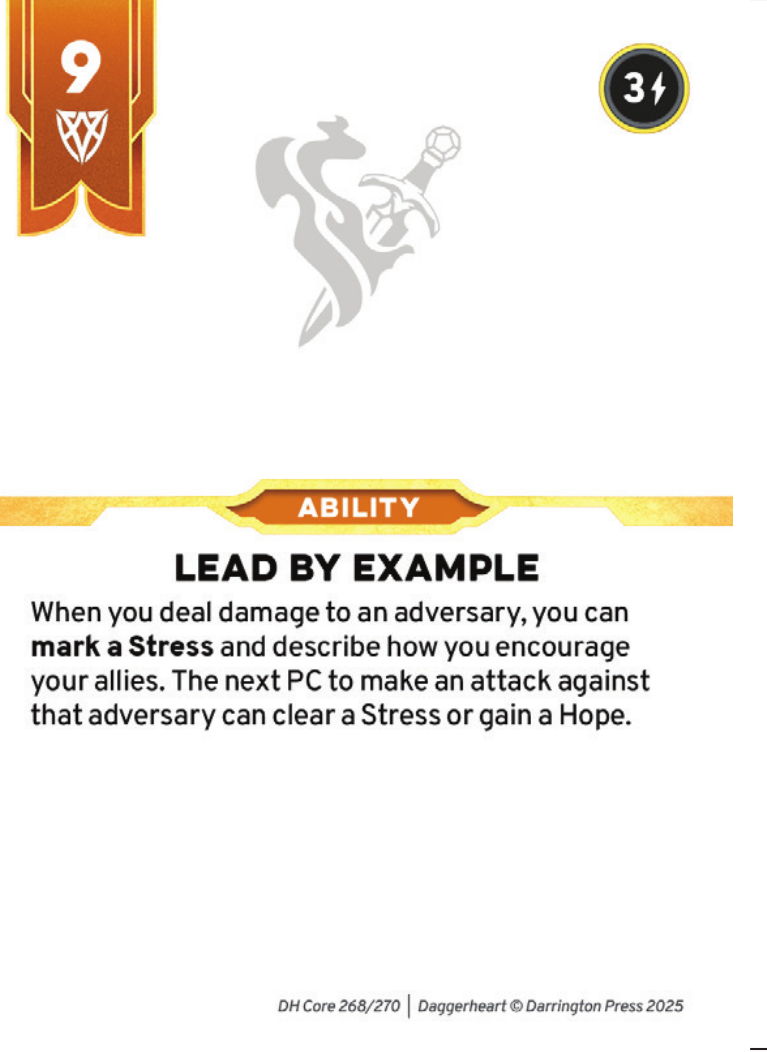 9
3
ABILITY
LEAD BY EXAMPLE
When you deal damage to an adversary, you can
mark a Stress and describe how you encourage
your allies. The next PC to make an attack against
that adversary can clear a Stress or gain a Hope.
DH Core 268/270 | Daggerheart © Darrington Press 2025